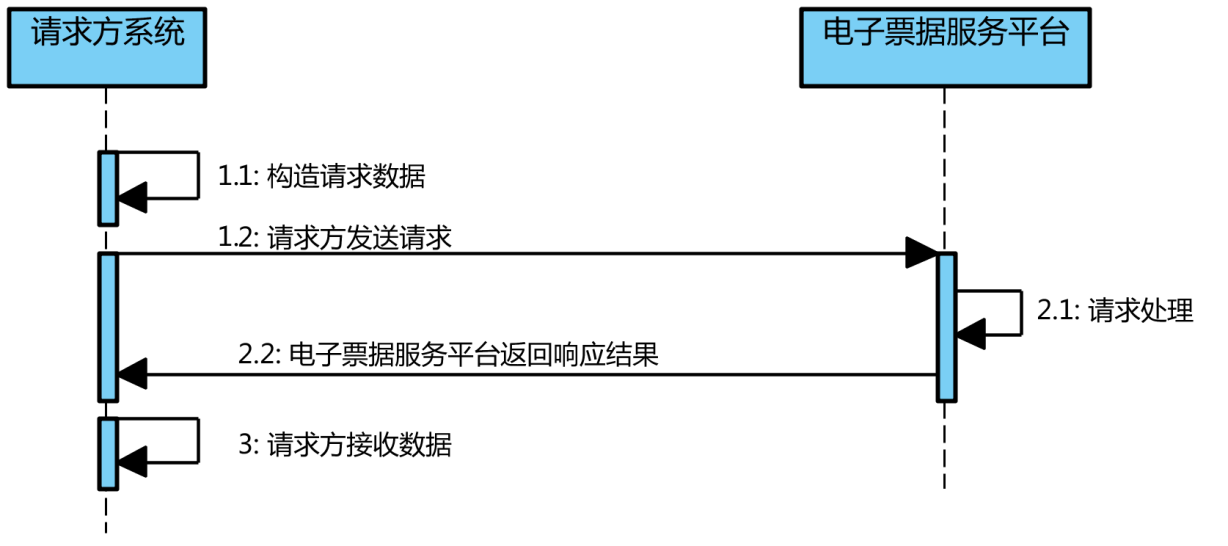 请求方系统
电子票据服务平台
1.1: 构造请求数据
1.2: 请求方发送请求
2.1: 请求处理
2.2: 电子票据服务平台返回响应结果
3: 请求方接收数据